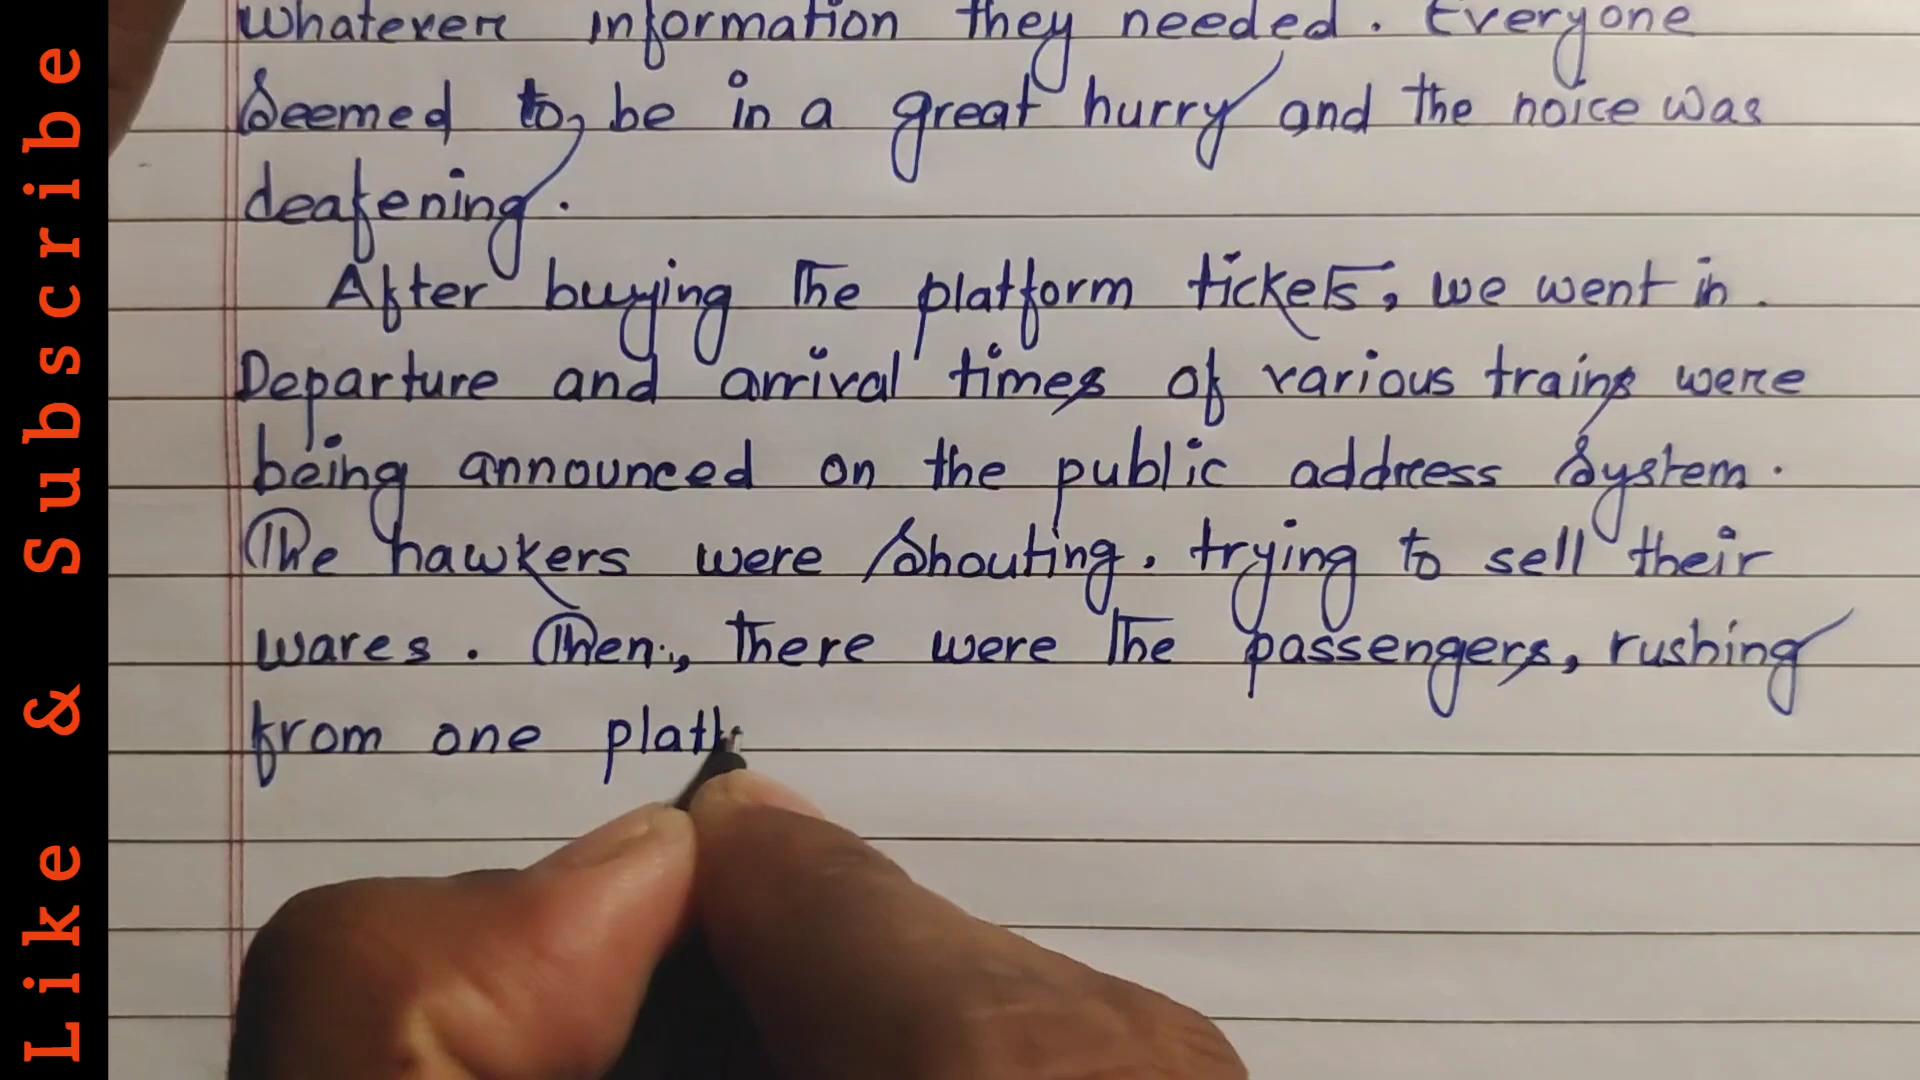 Like & Subscribe
Whatever information they needed. Everyone
Seemed to, be in a great hurry and the noice was
deafening.
After buying the platform tickets, we went in.
Departure and arrival times of various trains were
being announced on the public address System.
The hawkers were Shouting. trying to sell their
wares. Then., there were the passengers, rushing
from one platf